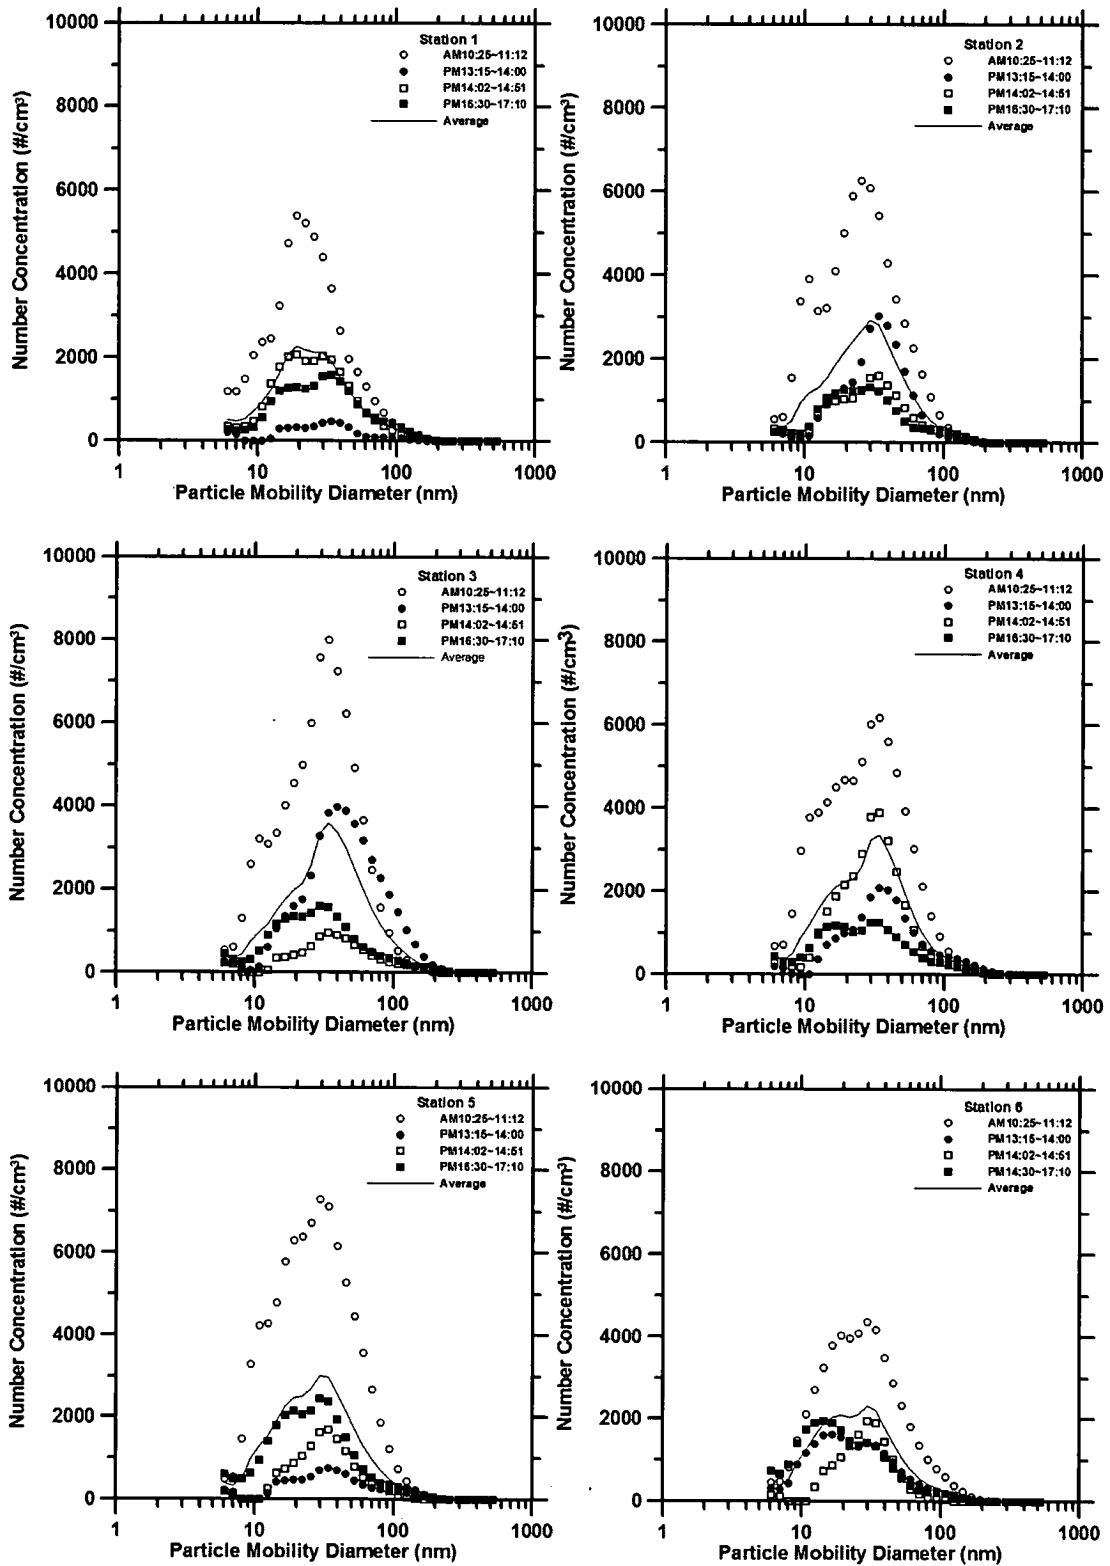 Station 1
AM10:25~11:12
PM13:15~14:00
PM14:02~14:51
PM16:30~17:10
Average
Number Concentration (#/cm³)
10000
8000
6000
4000
2000
0
1
10
100
1000
Particle Mobility Diameter (nm)
Station 2
AM10:25~11:12
PM13:15~14:00
PM14:02~14:51
PM16:30~17:10
Average
Number Concentration (#/cm³)
10000
8000
6000
4000
2000
0
1
10
100
1000
Particle Mobility Diameter (nm)
Station 3
AM10:25~11:12
PM13:15~14:00
PM14:02~14:51
PM16:30~17:10
Average
Number Concentration (#/cm³)
10000
8000
6000
4000
2000
0
1
10
100
1000
Particle Mobility Diameter (nm)
Station 4
AM10:25~11:12
PM13:15~14:00
PM14:02~14:51
PM16:30~17:10
Average
Number Concentration (#/cm³)
10000
8000
6000
4000
2000
0
1
10
100
1000
Particle Mobility Diameter (nm)
Station 5
AM10:25~11:12
PM13:15~14:00
PM14:02~14:51
PM16:30~17:10
Average
Number Concentration (#/cm³)
10000
8000
6000
4000
2000
0
1
10
100
1000
Particle Mobility Diameter (nm)
Station 6
AM10:25~11:12
PM13:15~14:00
PM14:02~14:51
PM14:30~17:10
Average
Number Concentration (#/cm³)
10000
8000
6000
4000
2000
0
1
10
100
1000
Particle Mobility Diameter (nm)